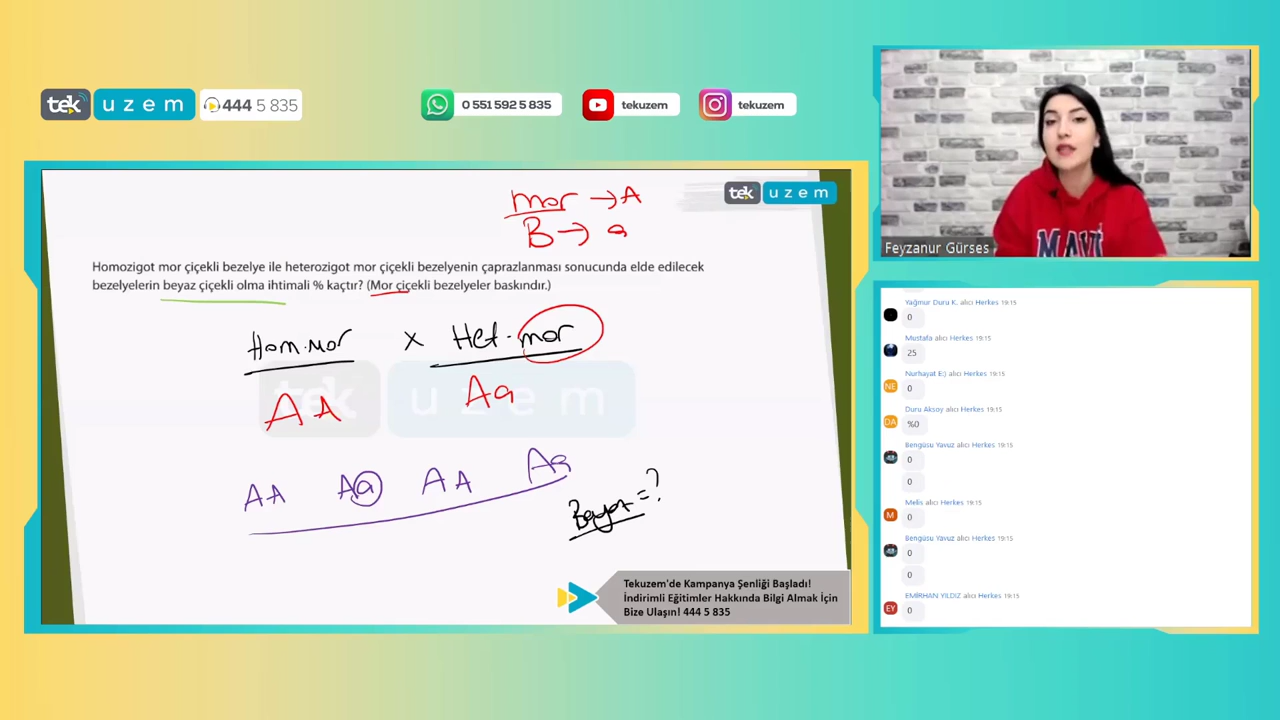 tek uzem 444 5 835
0 551 592 5 835
tekuzem
tekuzem
tek uzem
mor → A
B → a
Homozigot mor çiçekli bezelye ile heterozigot mor çiçekli bezelyenin çaprazlanması sonucunda elde edilecek
bezelyelerin beyaz çiçekli olma ihtimali % kaçtır? (Mor çiçekli bezelyeler baskındır.)
Hom. mor x Het. mor
AA Aa
tek uzem
AA Aa AA Aa
Beyaz = ?
Tekuzem'de Kampanya Şenliği Başladı!
İndirimli Eğitimler Hakkında Bilgi Almak İçin
Bize Ulaşın! 444 5 835
MAVİ
Feyzanur Gürses
Yağmur Duru K. alıcı Herkes 19:15
0
Mustafa alıcı Herkes 19:15
25
Nurhayat E:) alıcı Herkes 19:15
NE
0
Duru Aksoy alıcı Herkes 19:15
DA
%0
Bengüsu Yavuz alıcı Herkes 19:15
0
0
Melis alıcı Herkes 19:15
M
0
Bengüsu Yavuz alıcı Herkes 19:15
0
0
EMİRHAN YILDIZ alıcı Herkes 19:15
EY
0